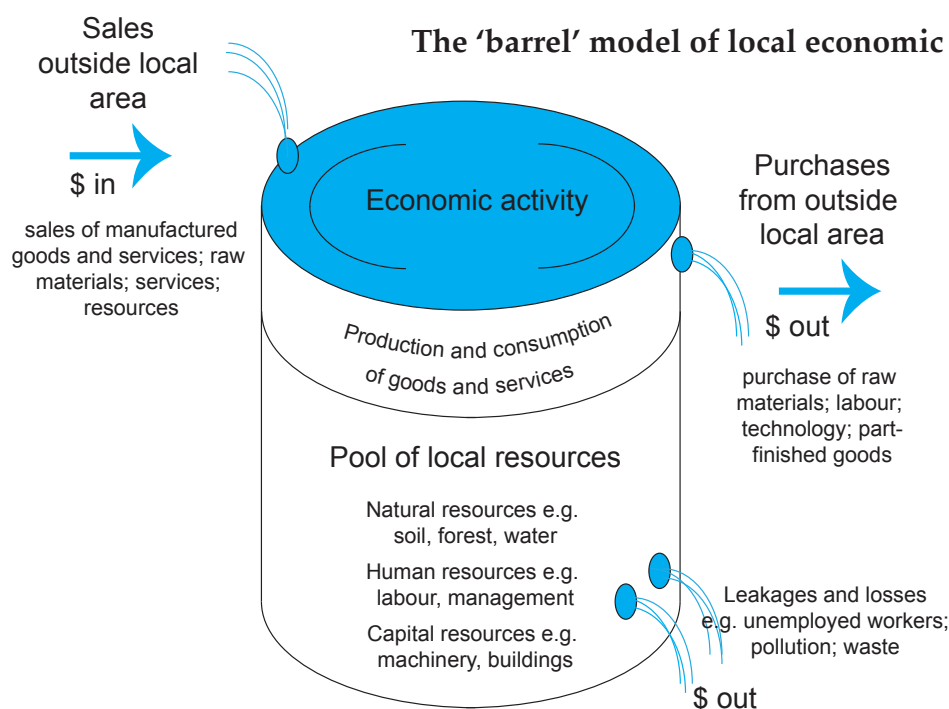 The ‘barrel’ model of local economic
Sales
outside local
area
$ in
sales of manufactured
goods and services; raw
materials; services;
resources
Economic activity
Purchases
from outside
local area
$ out
purchase of raw
materials; labour;
technology; part-
finished goods
Production and consumption
of goods and services
Pool of local resources
Natural resources e.g.
soil, forest, water
Human resources e.g.
labour, management
Capital resources e.g.
machinery, buildings
Leakages and losses
e.g. unemployed workers;
pollution; waste
$ out